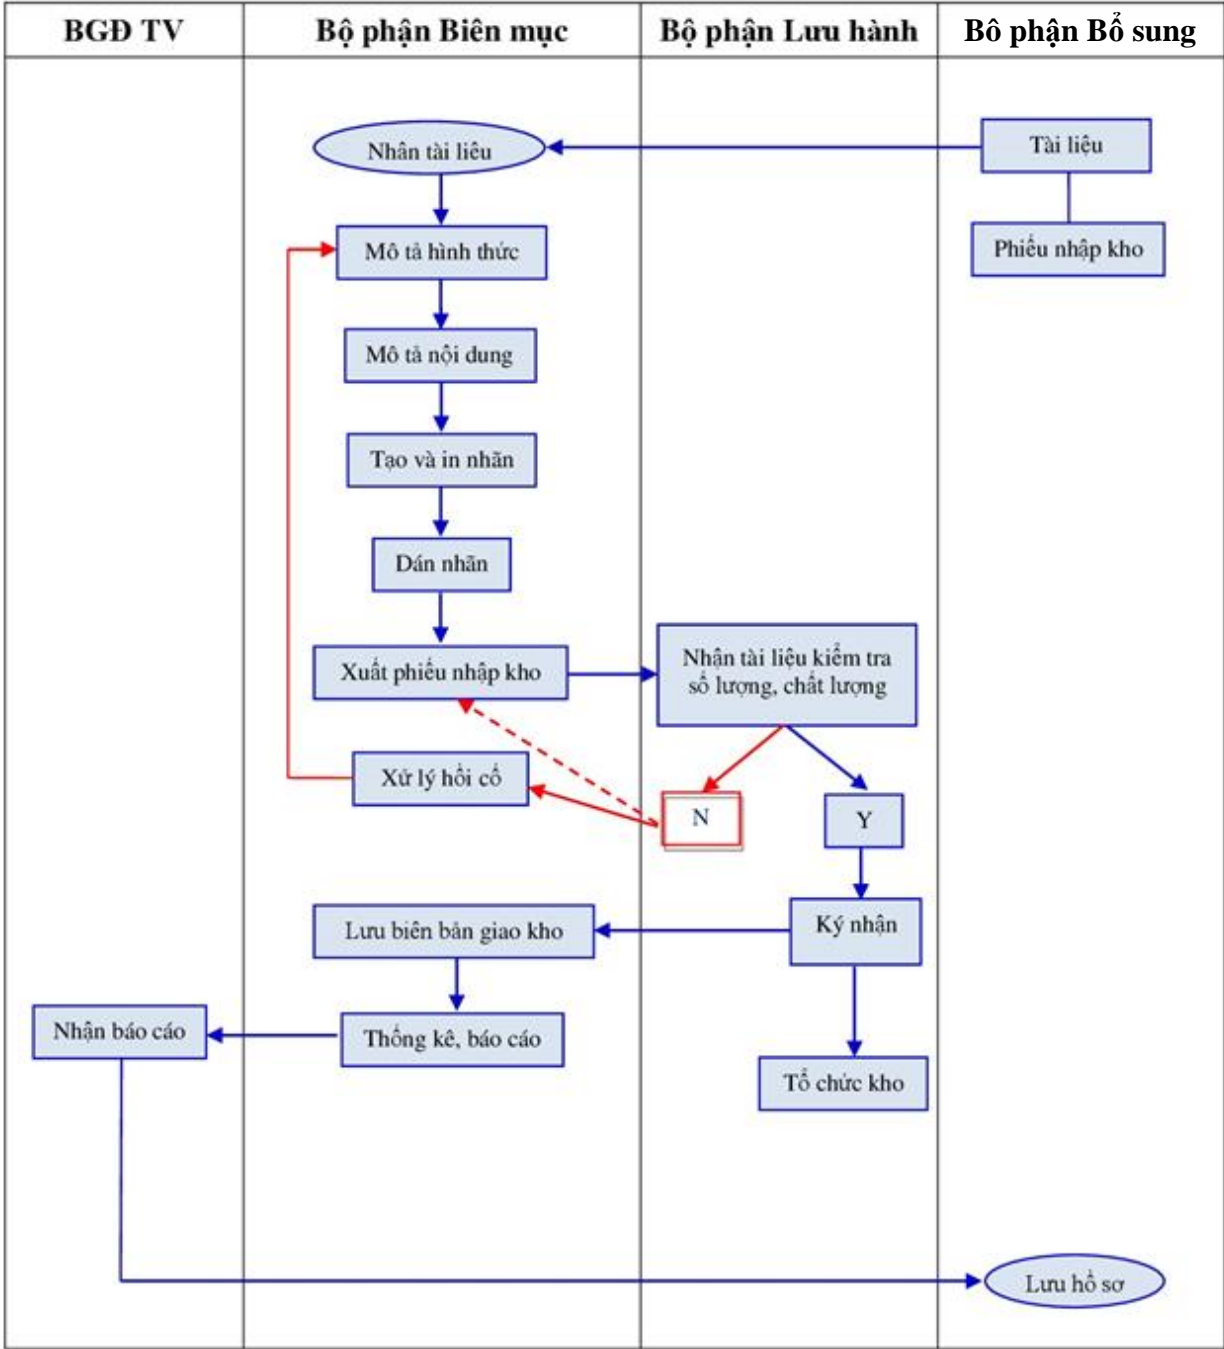 BGĐ TV
Bộ phận Biên mục
Bộ phận Lưu hành
Bô phận Bổ sung
Nhân tài liêu
Tài liệu
Mô tả hình thức
Phiếu nhập kho
Mô tả nội dung
Tạo và in nhãn
Dán nhãn
Xuất phiếu nhập kho
Nhận tài liệu kiểm tra
số lượng, chất lượng
Xử lý hồi cố
N
Y
Lưu biên bản giao kho
Ký nhận
Nhận báo cáo
Thống kê, báo cáo
Tổ chức kho
Lưu hồ sơ